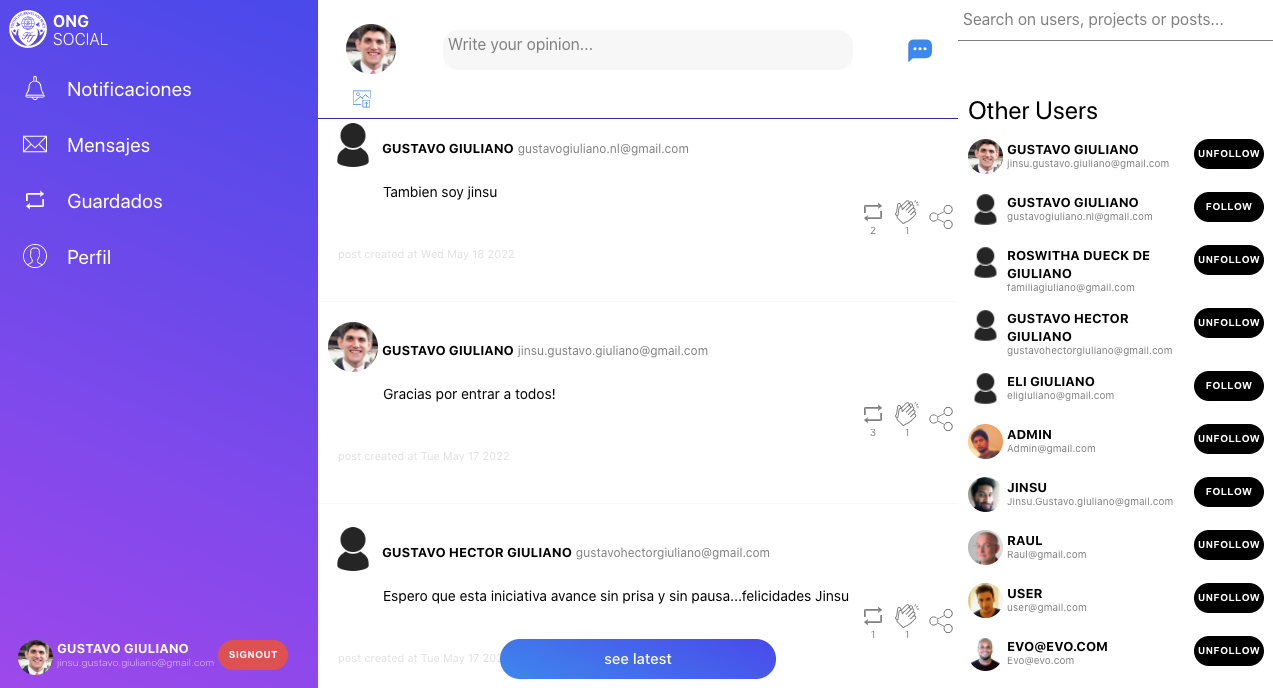 ONG
SOCIAL
Notificaciones
Mensajes
Guardados
Perfil
GUSTAVO GIULIANO
jinsu.gustavo.giuliano@gmail.com
SIGNOUT
Write your opinion...
GUSTAVO GIULIANO gustavogiuliano.nl@gmail.com
Tambien soy jinsu
2 1
post created at Wed May 18 2022
GUSTAVO GIULIANO jinsu.gustavo.giuliano@gmail.com
Gracias por entrar a todos!
3 1
post created at Tue May 17 2022
GUSTAVO HECTOR GIULIANO gustavohectorgiuliano@gmail.com
Espero que esta iniciativa avance sin prisa y sin pausa...felicidades Jinsu
1 1
post created at Tue May 17
see latest
Search on users, projects or posts...
Other Users
GUSTAVO GIULIANO
jinsu.gustavo.giuliano@gmail.com
UNFOLLOW
GUSTAVO GIULIANO
gustavogiuliano.nl@gmail.com
FOLLOW
ROSWITHA DUECK DE
GIULIANO
familiagiuliano@gmail.com
UNFOLLOW
GUSTAVO HECTOR
GIULIANO
gustavohectorgiuliano@gmail.com
UNFOLLOW
ELI GIULIANO
eligiuliano@gmail.com
FOLLOW
ADMIN
Admin@gmail.com
UNFOLLOW
JINSU
Jinsu.Gustavo.giuliano@gmail.com
FOLLOW
RAUL
Raul@gmail.com
UNFOLLOW
USER
user@gmail.com
UNFOLLOW
EVO@EVO.COM
Evo@evo.com
UNFOLLOW